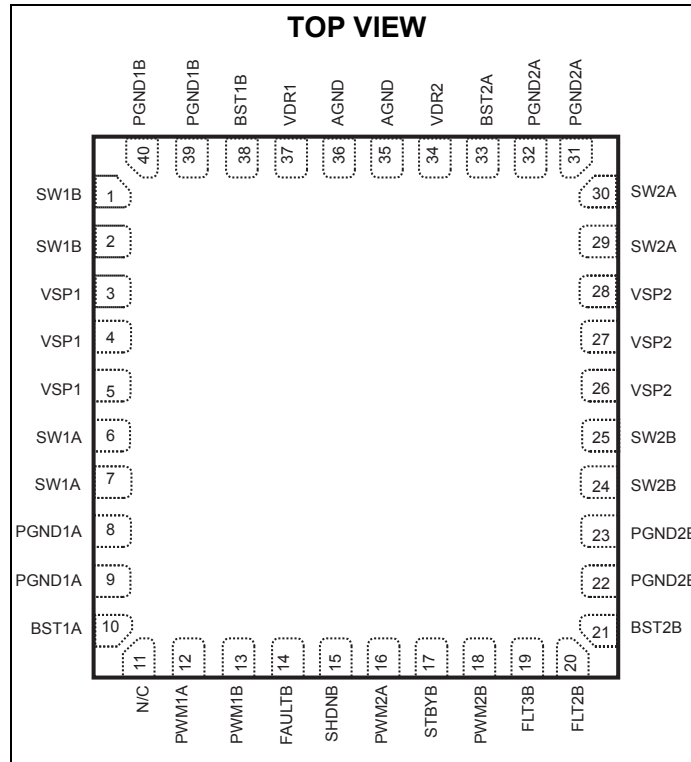 TOP VIEW
PGND1B
PGND1B
BST1B
VDR1
AGND
AGND
VDR2
BST2A
PGND2A
PGND2A
40
39
38
37
36
35
34
33
32
31
SW1B
1
30
SW2A
SW1B
2
29
SW2A
VSP1
3
28
VSP2
VSP1
4
27
VSP2
VSP1
5
26
VSP2
SW1A
6
25
SW2B
SW1A
7
24
SW2B
PGND1A
8
23
PGND2B
PGND1A
9
22
PGND2B
BST1A
10
21
BST2B
11
12
13
14
15
16
17
18
19
20
N/C
PWM1A
PWM1B
FAULTB
SHDNB
PWM2A
STBYB
PWM2B
FLT3B
FLT2B